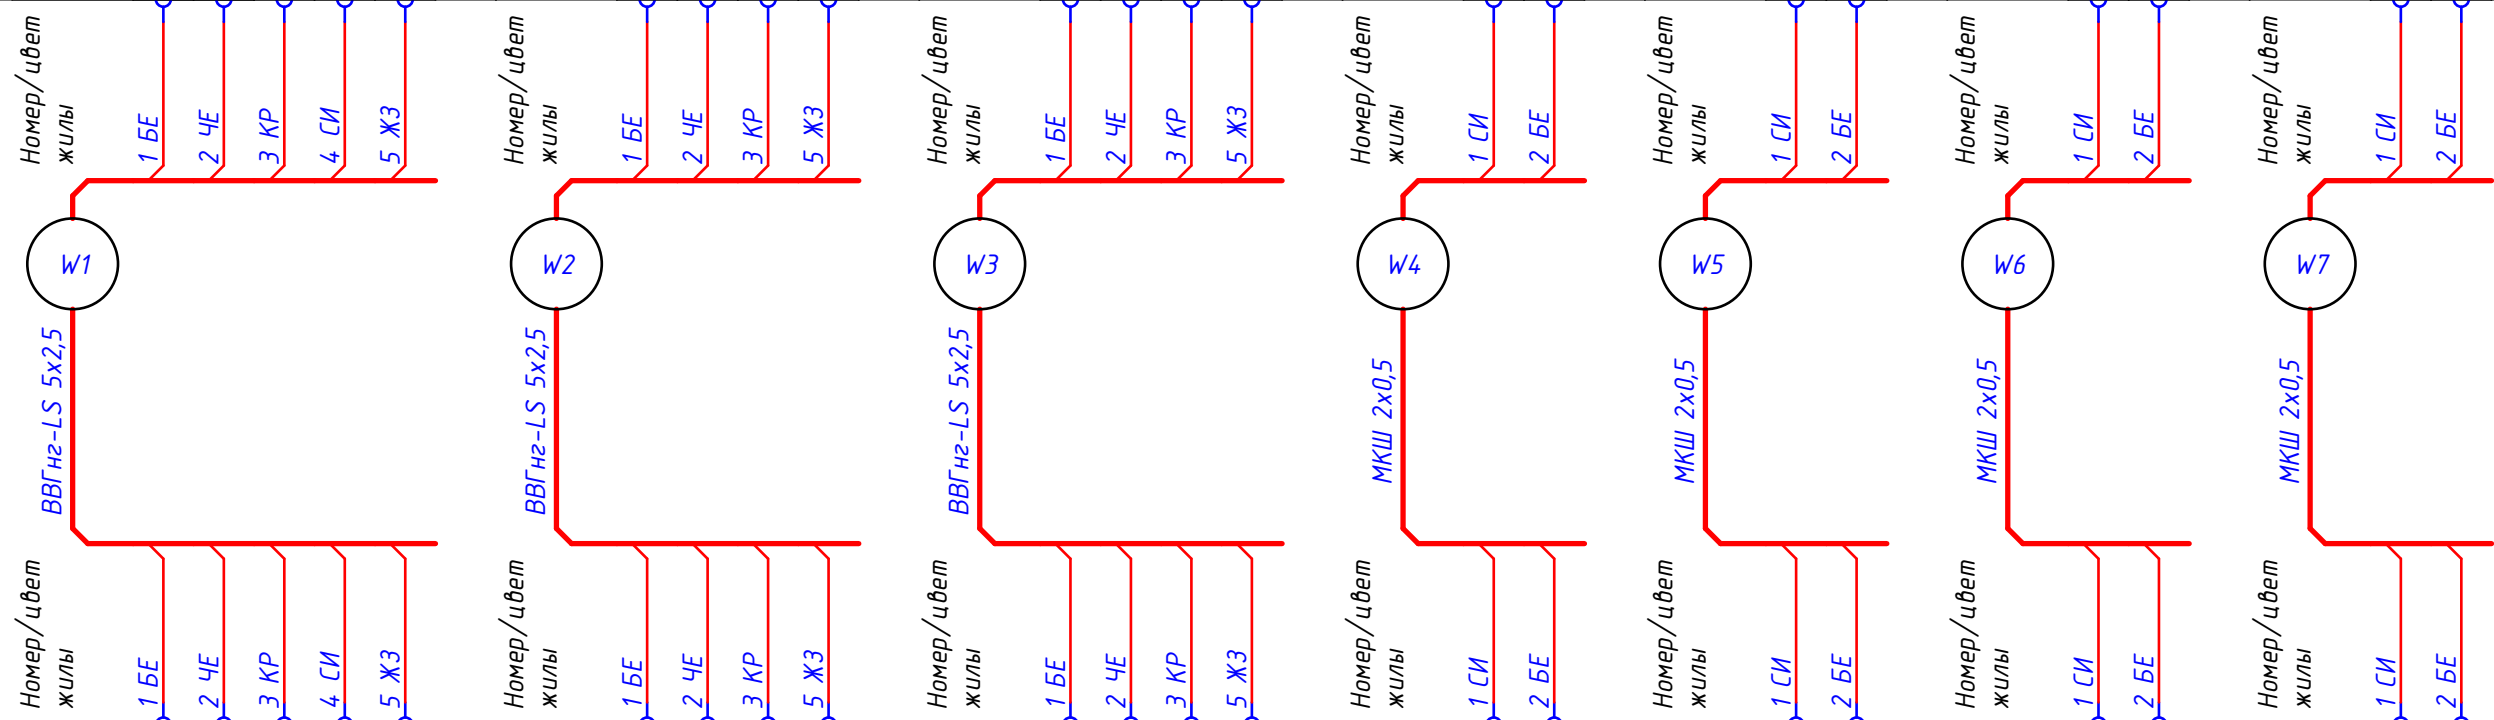 Номер/цвет
жилы
1 БЕ
2 ЧЕ
3 КР
4 СИ
5 ЖЗ
Номер/цвет
жилы
1 БЕ
2 ЧЕ
3 КР
5 ЖЗ
Номер/цвет
жилы
1 БЕ
2 ЧЕ
3 КР
5 ЖЗ
Номер/цвет
жилы
1 СИ
2 БЕ
Номер/цвет
жилы
1 СИ
2 БЕ
Номер/цвет
жилы
1 СИ
2 БЕ
Номер/цвет
жилы
1 СИ
2 БЕ
W1
W2
W3
W4
W5
W6
W7
ВВГнг-LS 5x2,5
ВВГнг-LS 5x2,5
ВВГнг-LS 5x2,5
МКШ 2x0,5
МКШ 2x0,5
МКШ 2x0,5
МКШ 2x0,5
Номер/цвет
жилы
1 БЕ
2 ЧЕ
3 КР
4 СИ
5 ЖЗ
Номер/цвет
жилы
1 БЕ
2 ЧЕ
3 КР
5 ЖЗ
Номер/цвет
жилы
1 БЕ
2 ЧЕ
3 КР
5 ЖЗ
Номер/цвет
жилы
1 СИ
2 БЕ
Номер/цвет
жилы
1 СИ
2 БЕ
Номер/цвет
жилы
1 СИ
2 БЕ
Номер/цвет
жилы
1 СИ
2 БЕ